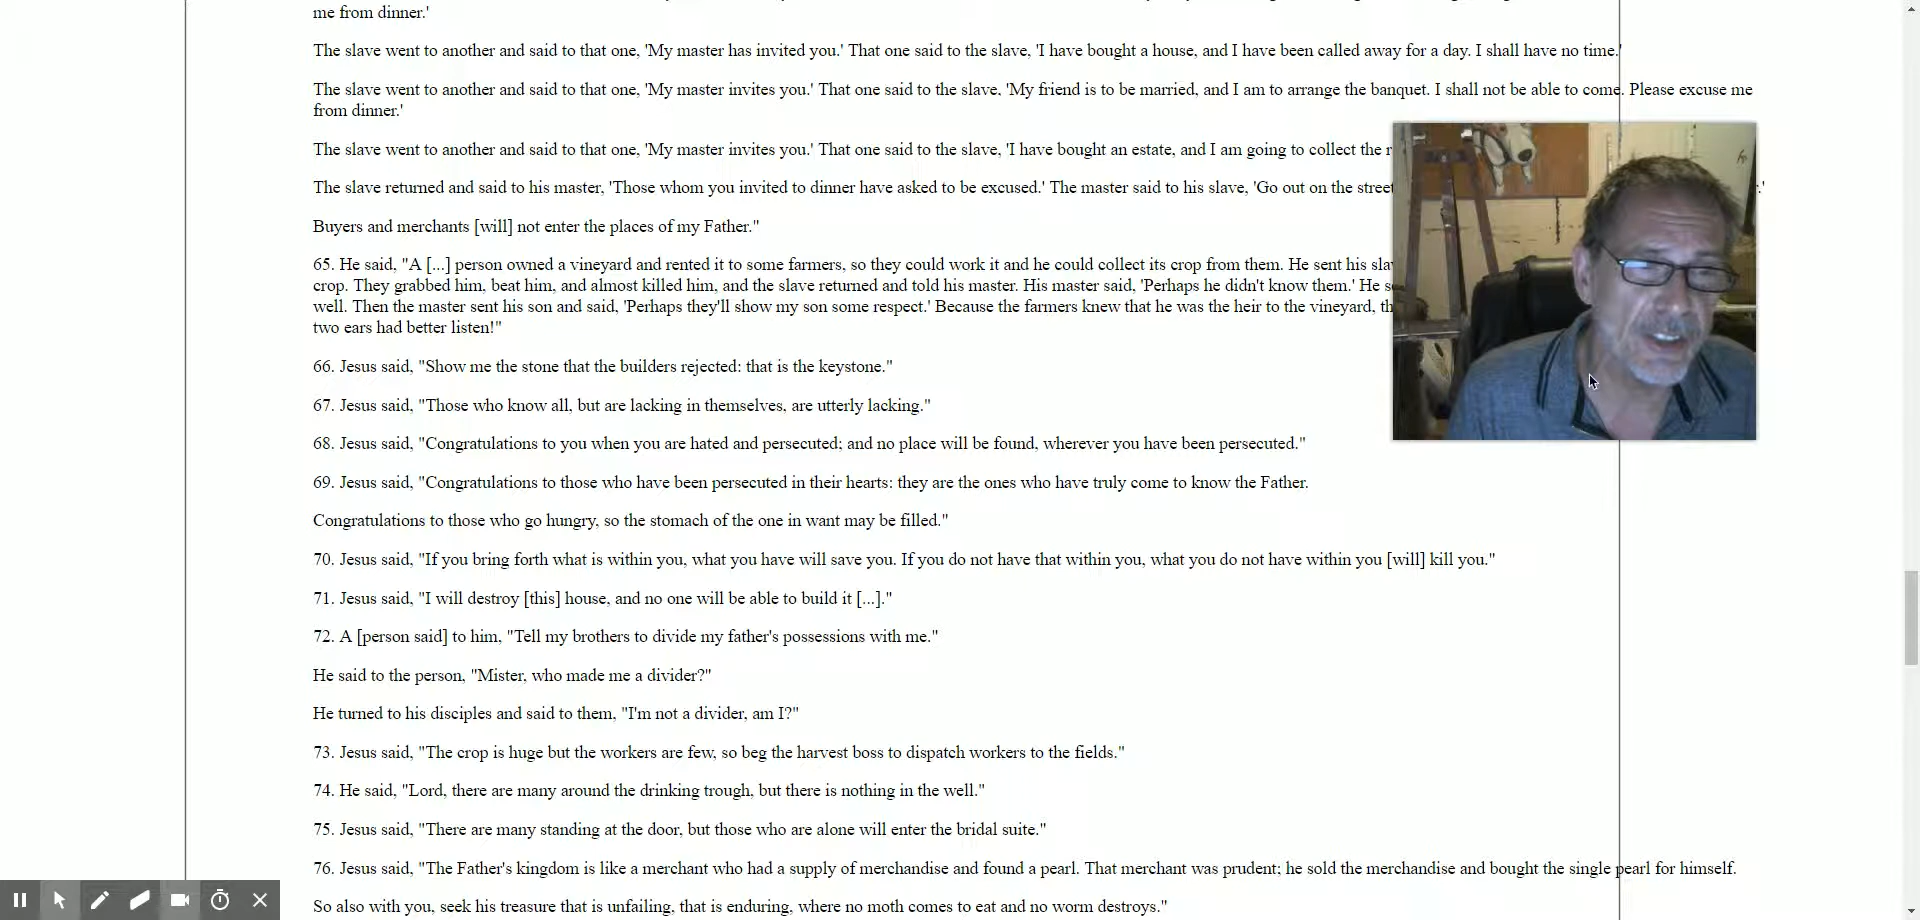 me from dinner.'
The slave went to another and said to that one, 'My master has invited you.' That one said to the slave, 'I have bought a house, and I have been called away for a day. I shall have no time.'
The slave went to another and said to that one, 'My master invites you.' That one said to the slave, 'My friend is to be married, and I am to arrange the banquet. I shall not be able to come. Please excuse me
from dinner.'
The slave went to another and said to that one, 'My master invites you.' That one said to the slave, 'I have bought an estate, and I am going to collect the
The slave returned and said to his master, 'Those whom you invited to dinner have asked to be excused.' The master said to his slave, 'Go out on the street
Buyers and merchants [will] not enter the places of my Father."
65. He said, "A [...] person owned a vineyard and rented it to some farmers, so they could work it and he could collect its crop from them. He sent his
crop. They grabbed him, beat him, and almost killed him, and the slave returned and told his master. His master said, 'Perhaps he didn't know them.' He
well. Then the master sent his son and said, 'Perhaps they'll show my son some respect.' Because the farmers knew that he was the heir to the vineyard,
two ears had better listen!"
66. Jesus said, "Show me the stone that the builders rejected: that is the keystone."
67. Jesus said, "Those who know all, but are lacking in themselves, are utterly lacking."
68. Jesus said, "Congratulations to you when you are hated and persecuted; and no place will be found, wherever you have been persecuted."
69. Jesus said, "Congratulations to those who have been persecuted in their hearts: they are the ones who have truly come to know the Father.
Congratulations to those who go hungry, so the stomach of the one in want may be filled."
70. Jesus said, "If you bring forth what is within you, what you have will save you. If you do not have that within you, what you do not have within you [will] kill you."
71. Jesus said, "I will destroy [this] house, and no one will be able to build it [...]."
72. A [person said] to him, "Tell my brothers to divide my father's possessions with me."
He said to the person, "Mister, who made me a divider?"
He turned to his disciples and said to them, "I'm not a divider, am I?"
73. Jesus said, "The crop is huge but the workers are few, so beg the harvest boss to dispatch workers to the fields."
74. He said, "Lord, there are many around the drinking trough, but there is nothing in the well."
75. Jesus said, "There are many standing at the door, but those who are alone will enter the bridal suite."
76. Jesus said, "The Father's kingdom is like a merchant who had a supply of merchandise and found a pearl. That merchant was prudent; he sold the merchandise and bought the single pearl for himself.
So also with you, seek his treasure that is unfailing, that is enduring, where no moth comes to eat and no worm destroys."